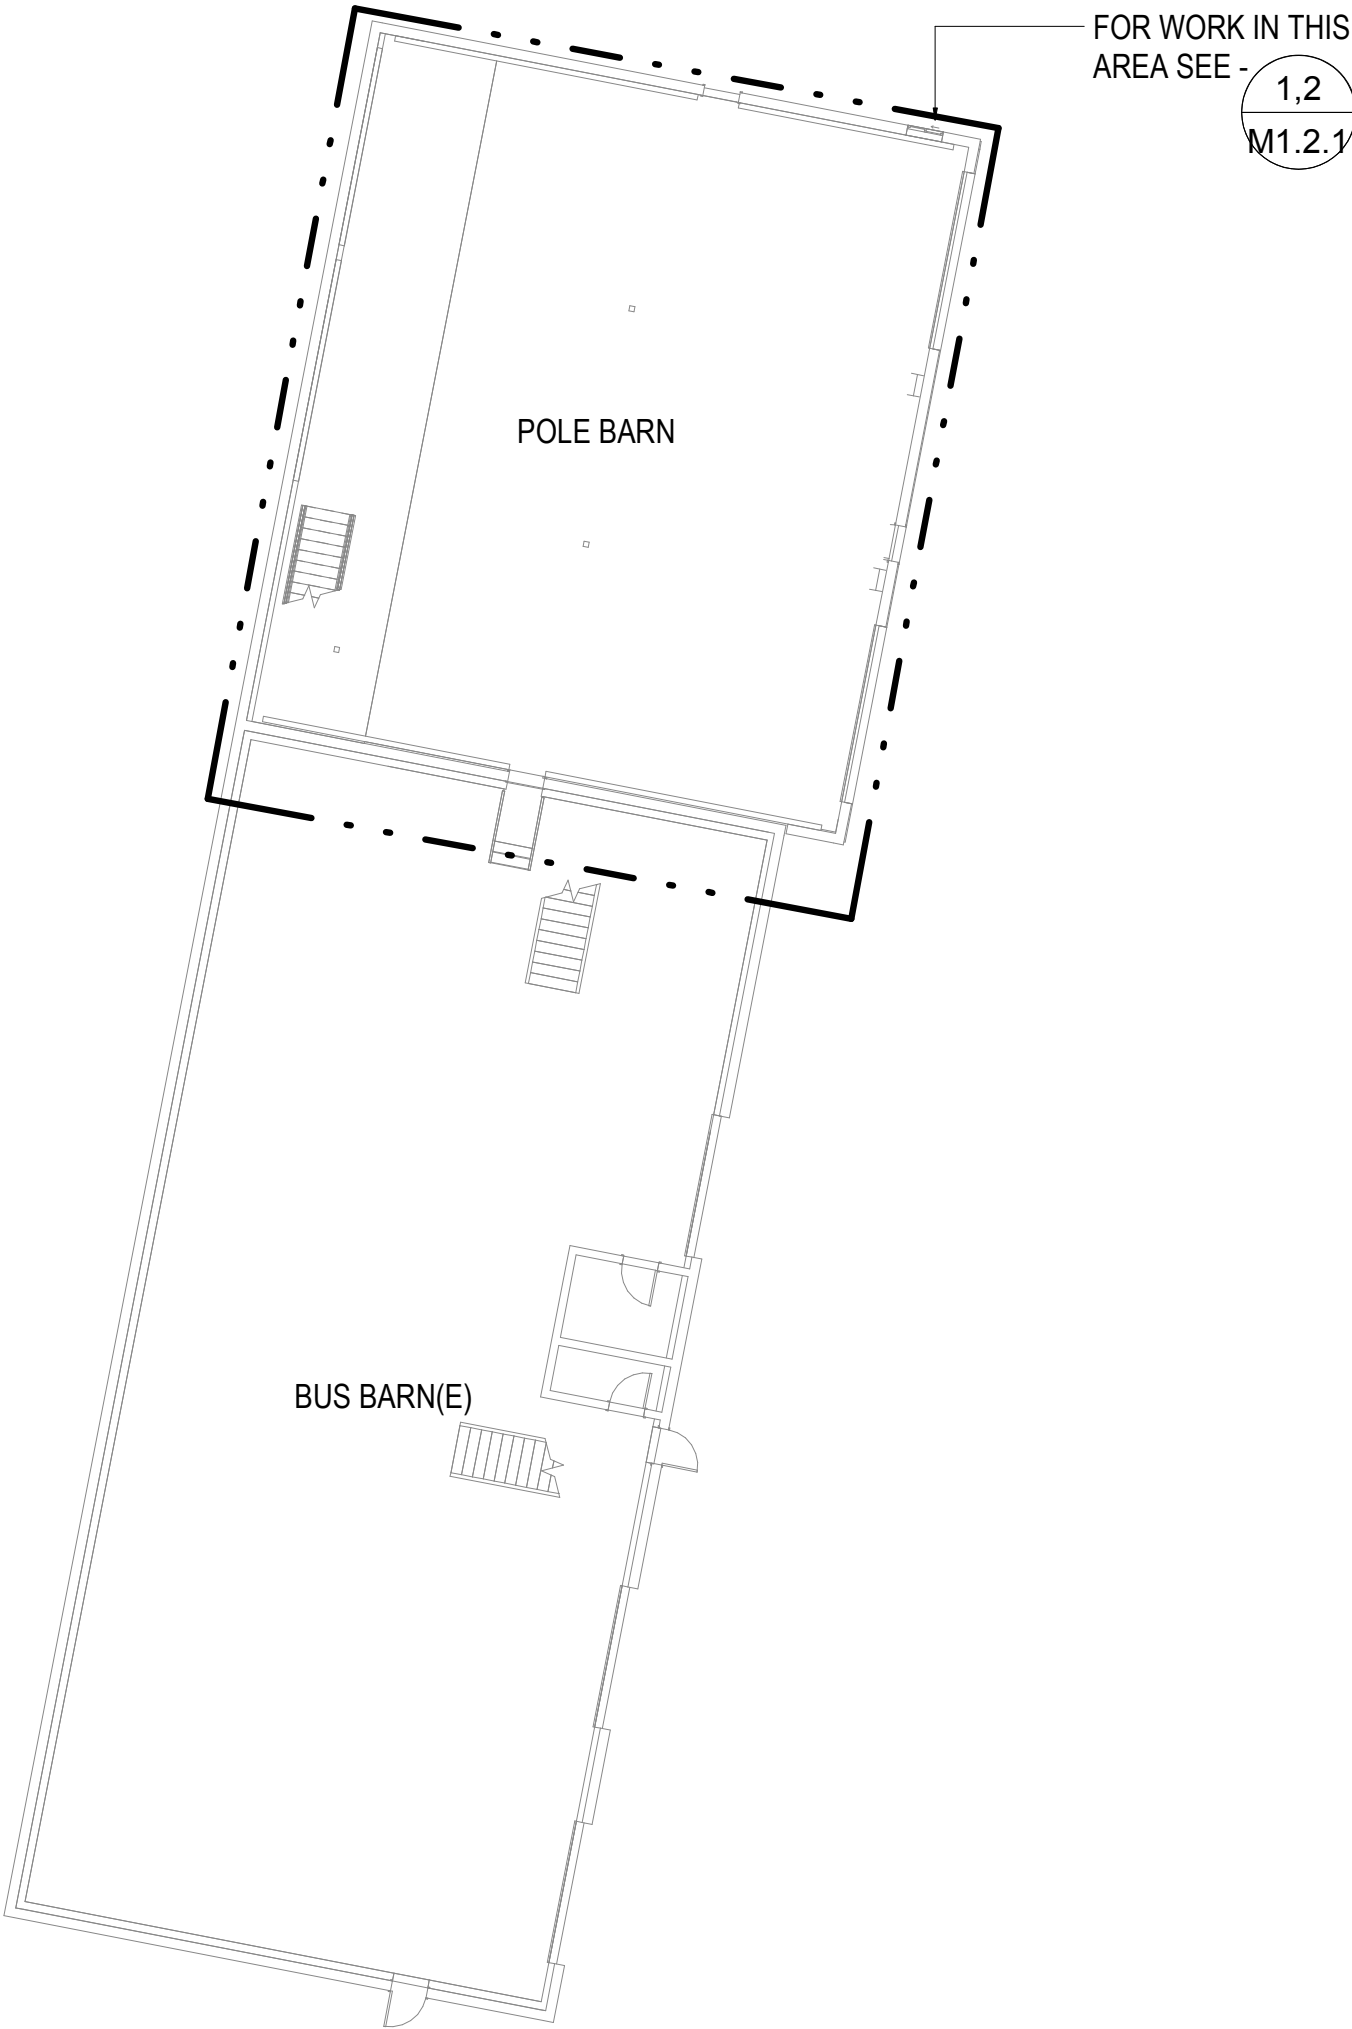 FOR WORK IN THIS
AREA SEE -
1,2
M1.2.1
POLE BARN
BUS BARN(E)